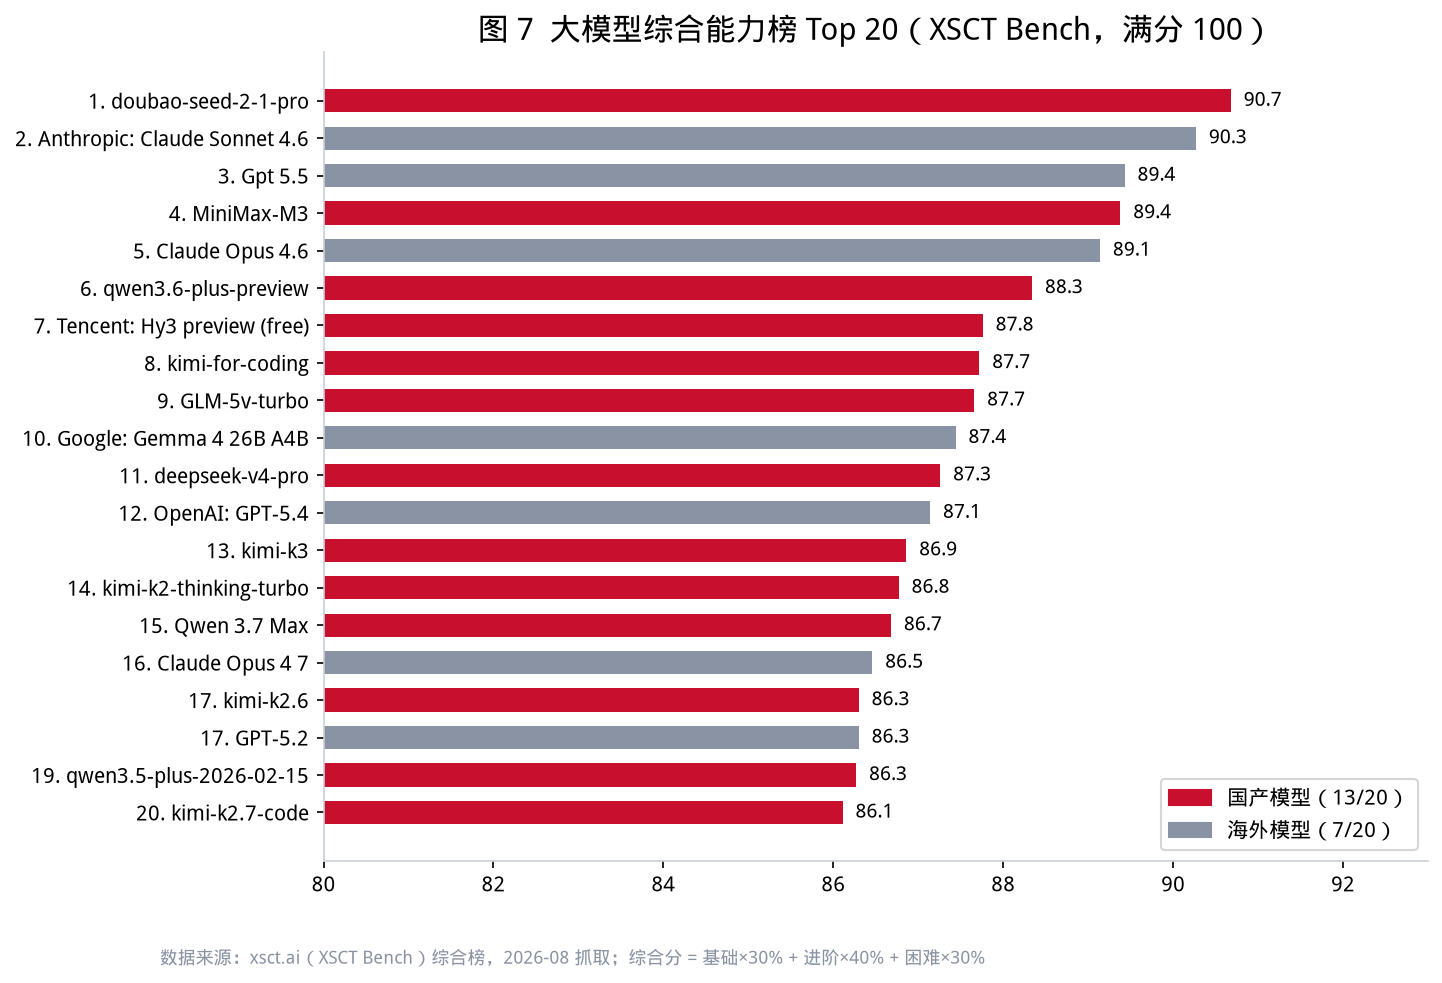 图 7 大模型综合能力榜 Top 20（XSCT Bench，满分 100）
1. doubao-seed-2-1-pro 90.7
2. Anthropic: Claude Sonnet 4.6 90.3
3. Gpt 5.5 89.4
4. MiniMax-M3 89.4
5. Claude Opus 4.6 89.1
6. qwen3.6-plus-preview 88.3
7. Tencent: Hy3 preview (free) 87.8
8. kimi-for-coding 87.7
9. GLM-5v-turbo 87.7
10. Google: Gemma 4 26B A4B 87.4
11. deepseek-v4-pro 87.3
12. OpenAI: GPT-5.4 87.1
13. kimi-k3 86.9
14. kimi-k2-thinking-turbo 86.8
15. Qwen 3.7 Max 86.7
16. Claude Opus 4 7 86.5
17. kimi-k2.6 86.3
17. GPT-5.2 86.3
19. qwen3.5-plus-2026-02-15 86.3
20. kimi-k2.7-code 86.1
国产模型（13/20）
海外模型（7/20）
80 82 84 86 88 90 92
数据来源：xsct.ai（XSCT Bench）综合榜，2026-08 抓取；综合分 = 基础×30% + 进阶×40% + 困难×30%